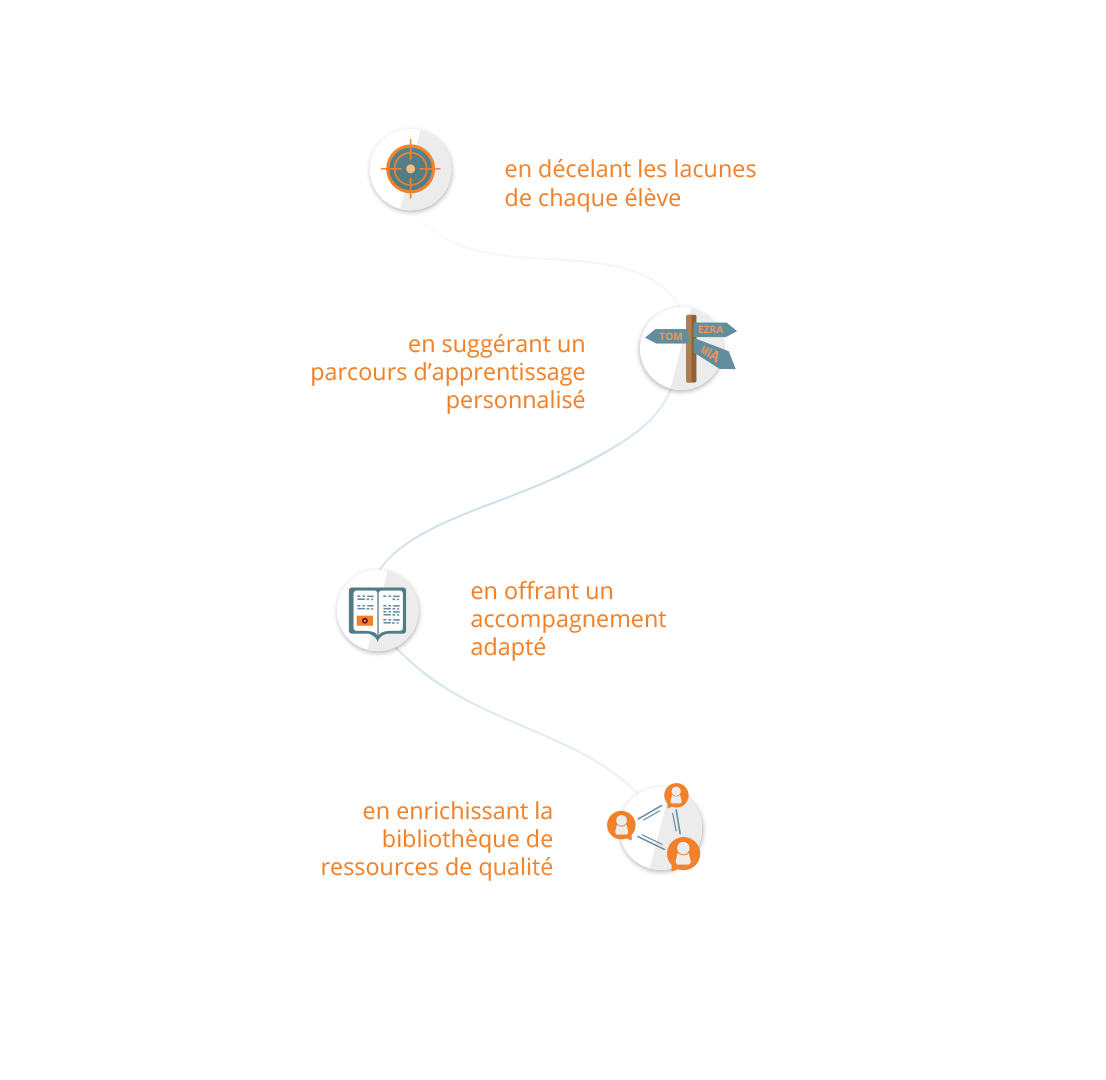 en décelant les lacunes
de chaque élève
TOM
EZRA
MIA
en suggérant un
parcours d’apprentissage
personnalisé
en offrant un
accompagnement
adapté
en enrichissant la
bibliothèque de
ressources de qualité